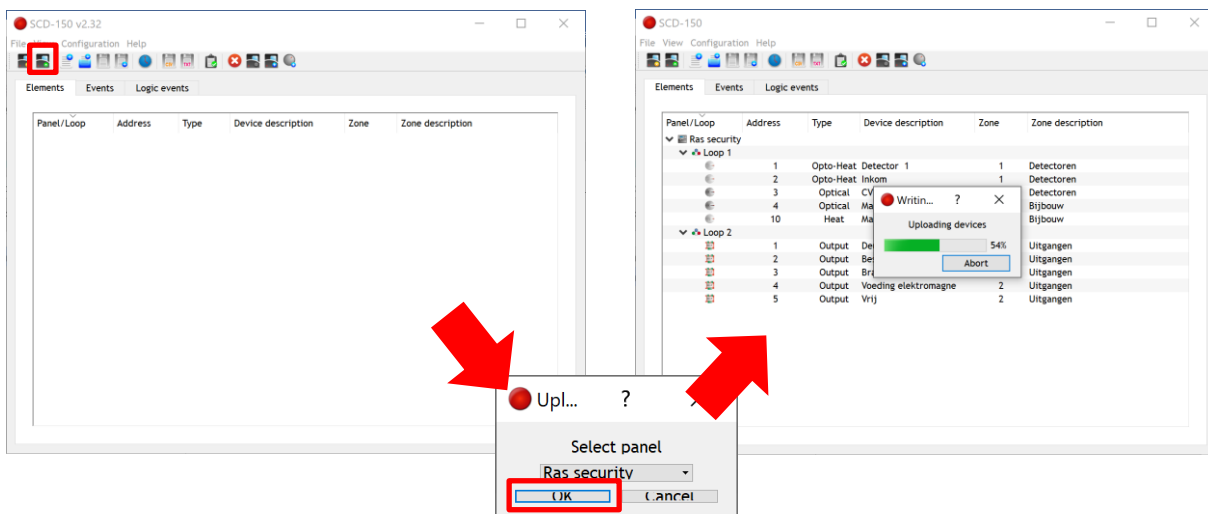 SCD-150 v2.32
File View Configuration Help
Elements Events Logic events
Panel/Loop Address Type Device description Zone Zone description
SCD-150
File View Configuration Help
Elements Events Logic events
Panel/Loop Address Type Device description Zone Zone description
Ras security
Loop 1
1 Opto-Heat Detector 1 1 Detectoren
2 Opto-Heat Inkom 1 Detectoren
3 Optical CV Detectoren
4 Optical Ma Bijbouw
10 Heat Ma Bijbouw
Loop 2
1 Output De Uitgangen
2 Output Be Uitgangen
3 Output Bra Uitgangen
4 Output Voeding elektromagne 2 Uitgangen
5 Output Vrij 2 Uitgangen
Writin... ?
Uploading devices
54%
Abort
Upl... ?
Select panel
Ras security
OK Cancel